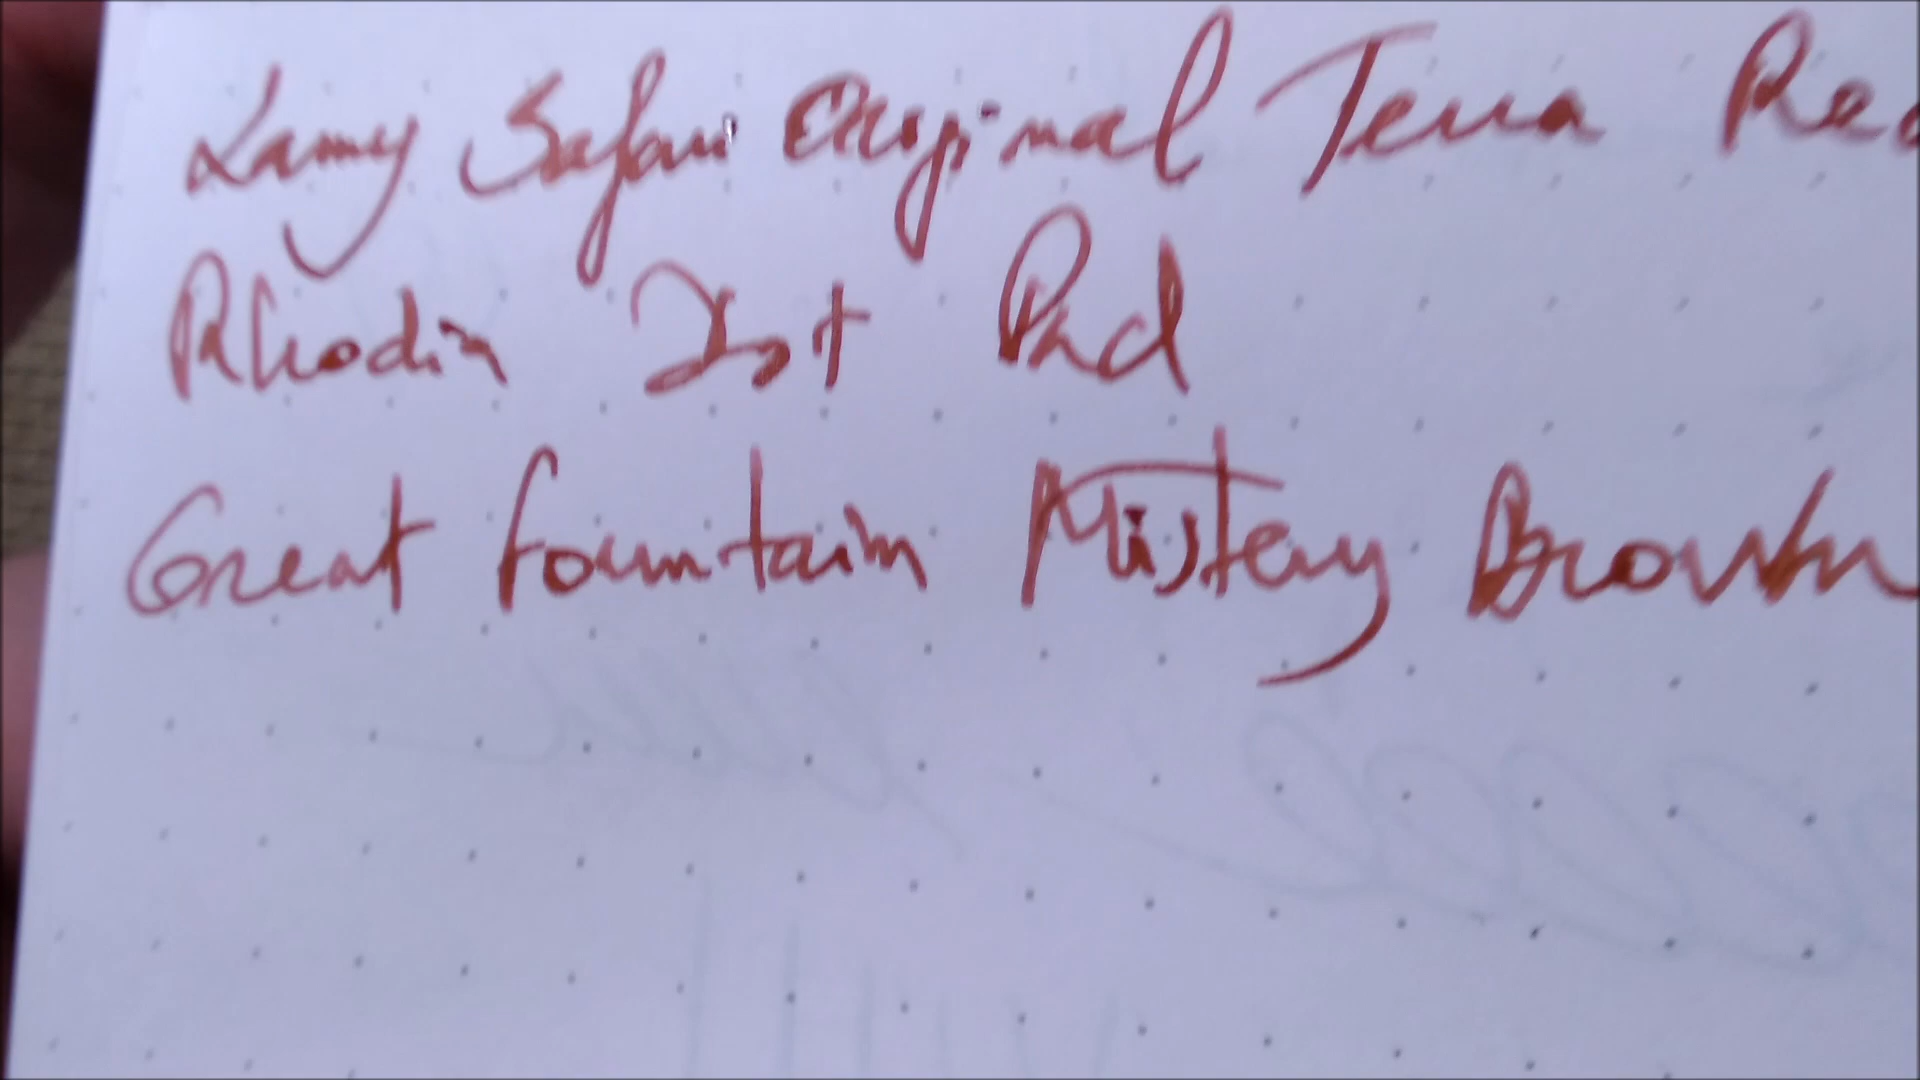 Lamy Safari Original Terra Red
Rhodia Dot Pad
Great fountain Mistery Brown